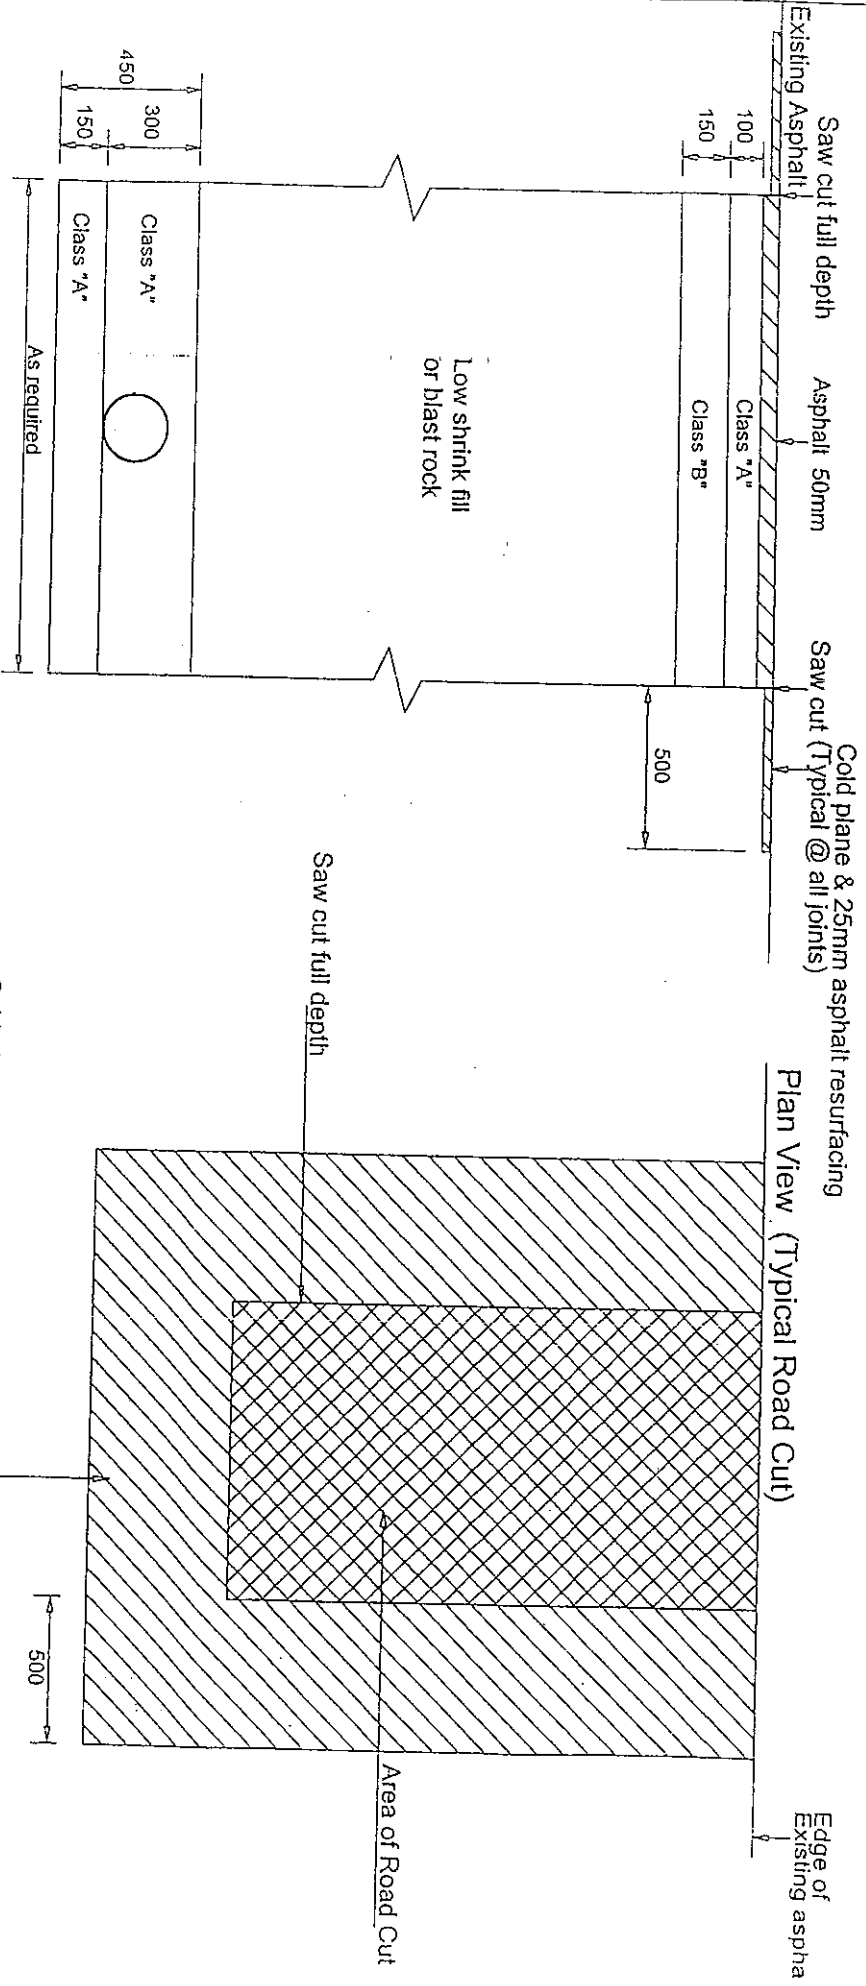 Existing Asphalt
Saw cut full depth
Asphalt 50mm
Saw cut (Typical @ all joints)
Cold plane & 25mm asphalt resurfacing
100
150
Class "A"
Class "B"
500
Low shrink fill
or blast rock
450
300
150
Class "A"
Class "A"
As required
Plan View (Typical Road Cut)
Saw cut full depth
Area of Road Cut
500
Edge of
Existing aspha